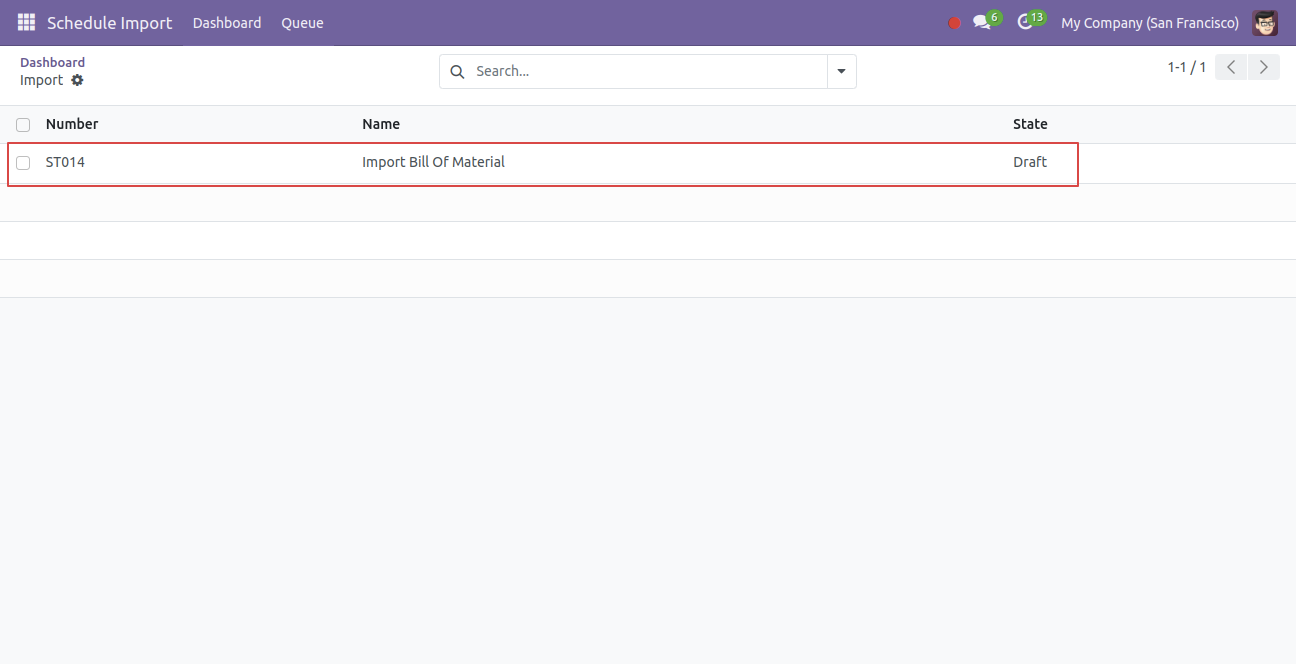 Schedule Import Dashboard Queue 6 13 My Company (San Francisco)
Dashboard
Import
Search...
1-1 / 1
Number Name State
ST014 Import Bill Of Material Draft